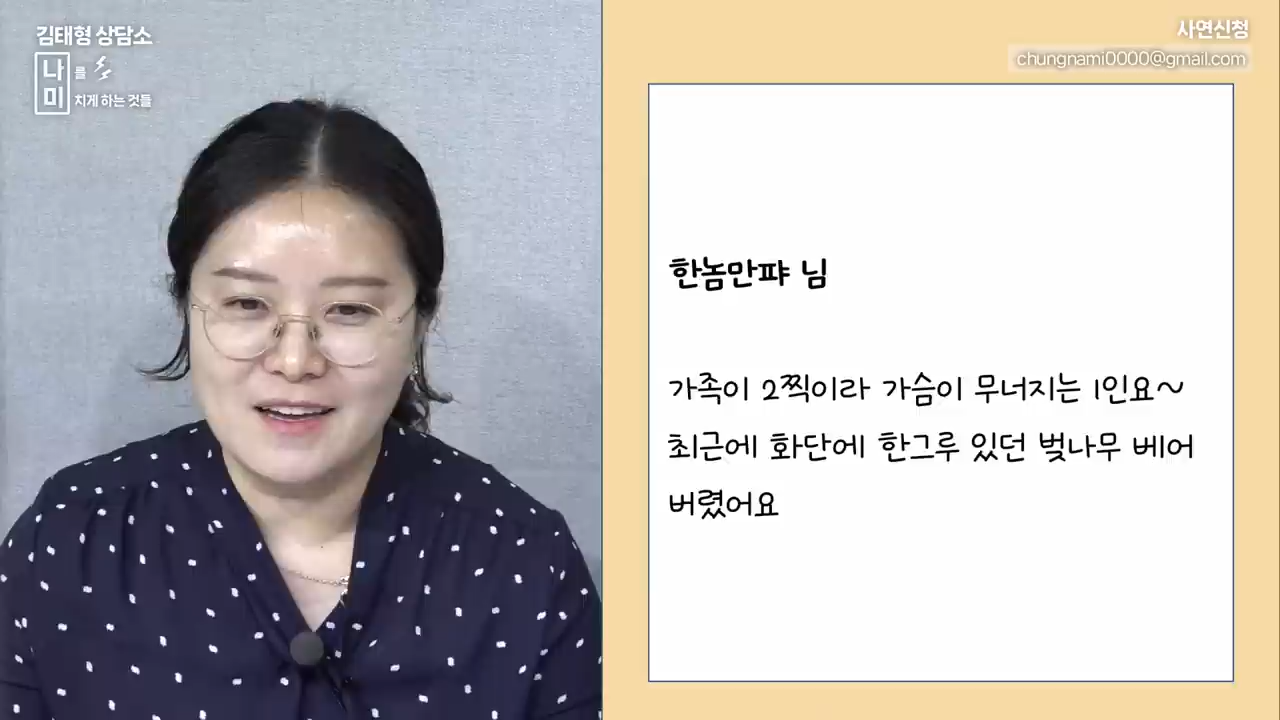 김태형 상담소
나를
미치게 하는 것들
사연신청
chungnami0000@gmail.com
한놈만퍄 님
가족이 2찍이라 가슴이 무너지는 1인요~
최근에 화단에 한그루 있던 벚나무 베어
버렸어요